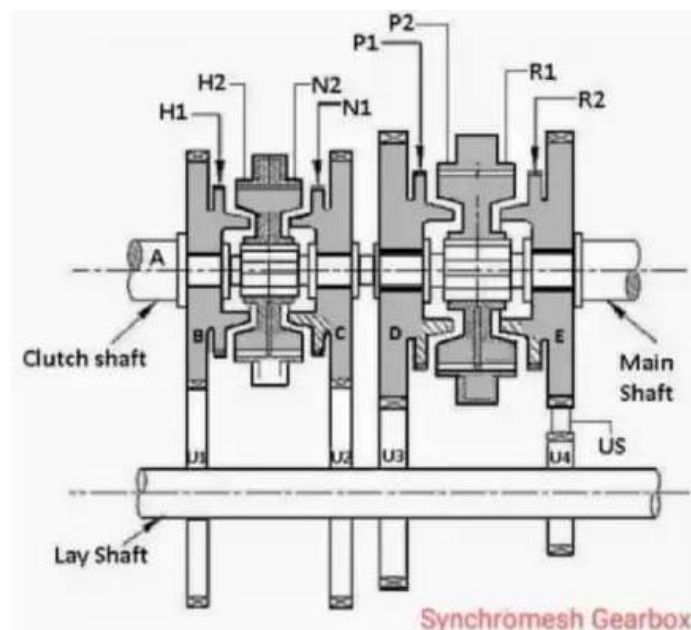 P2
P1
H2
N2
R1
H1
N1
R2
A
B
C
D
E
Clutch shaft
Main
Shaft
U1
U2
U3
U4
US
Lay Shaft
Synchromesh Gearbox